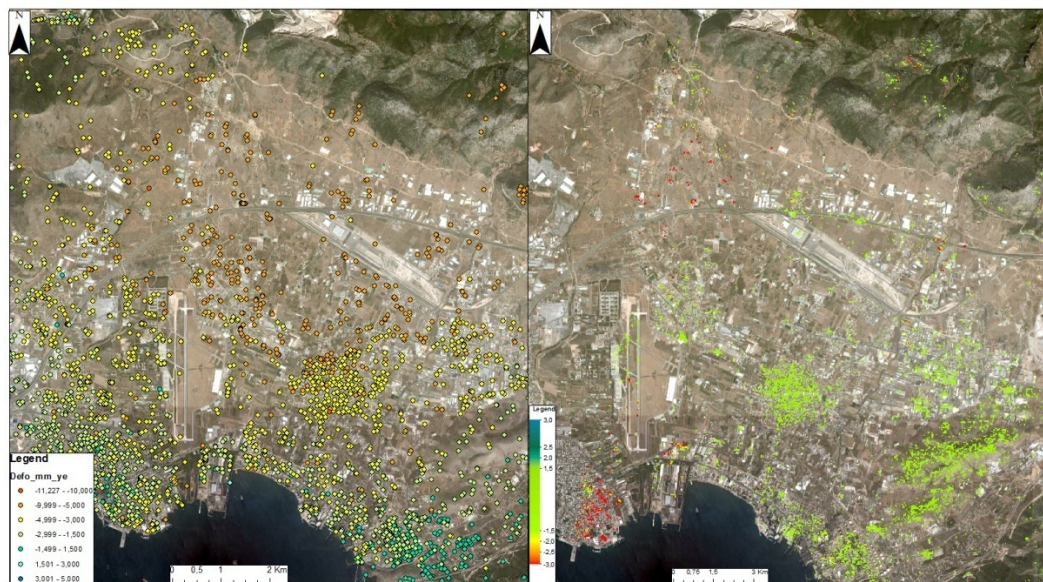 N
Legend
Defo_mm_ye
-11,227 - -10,000
-9,999 - -5,000
-4,999 - -3,000
-2,999 - -1,500
-1,499 - 1,500
1,501 - 3,000
3,001 - 5,000
0 0,5 1 2 Km
N
Legend
3,0
2,5
2,0
1,5
-1,5
-2,5
-3,0
0 0,75 1,5 3 Km